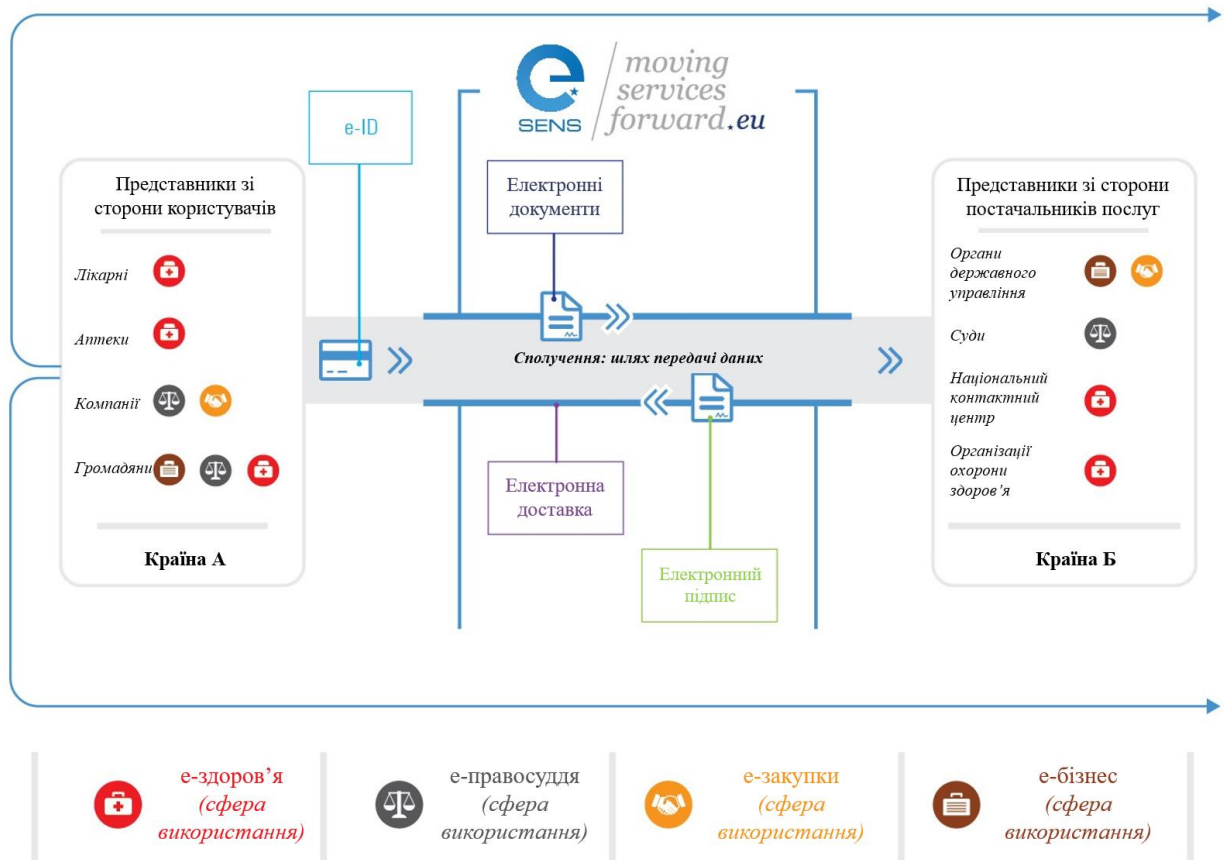 e
SENS
moving
services
forward.eu
e-ID
Представники зі
сторони користувачів
Лікарні
Аптеки
Компанії
Громадяни
Країна А
Електронні
документи
Сполучення: шлях передачі даних
Електронна
доставка
Електронний
підпис
Представники зі сторони
постачальників послуг
Органи
державного
управління
Суди
Національний
контактний
центр
Організації
охорони
здоров’я
Країна Б
е-здоров’я
(сфера
використання)
е-правосуддя
(сфера
використання)
е-закупки
(сфера
використання)
е-бізнес
(сфера
використання)